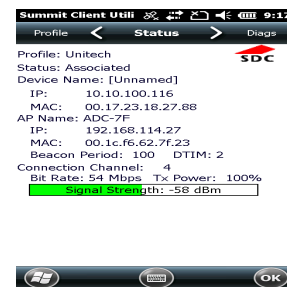 Summit Client Utili 9:17
Profile < Status > Diags
Profile: Unitech
SDC
Status: Associated
Device Name: [Unnamed]
IP: 10.10.100.116
MAC: 00.17.23.18.27.88
AP Name: ADC-7F
IP: 192.168.114.27
MAC: 00.1c.f6.62.7f.23
Beacon Period: 100 DTIM: 2
Connection Channel: 4
Bit Rate: 54 Mbps Tx Power: 100%
Signal Strength: -58 dBm
OK